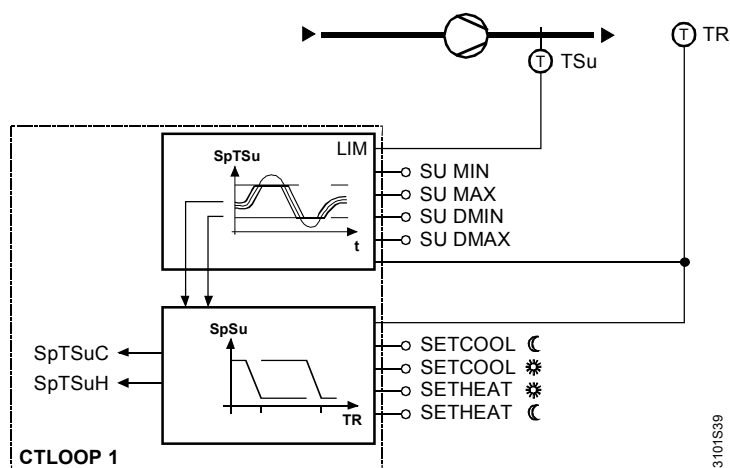 T TR
T TSu
LIM
SpTSu
t
SU MIN
SU MAX
SU DMIN
SU DMAX
SpSu
TR
SETCOOL ☾
SETCOOL ☼
SETHEAT ☼
SETHEAT ☾
SpTSuC
SpTSuH
CTLOOP 1
3101S39